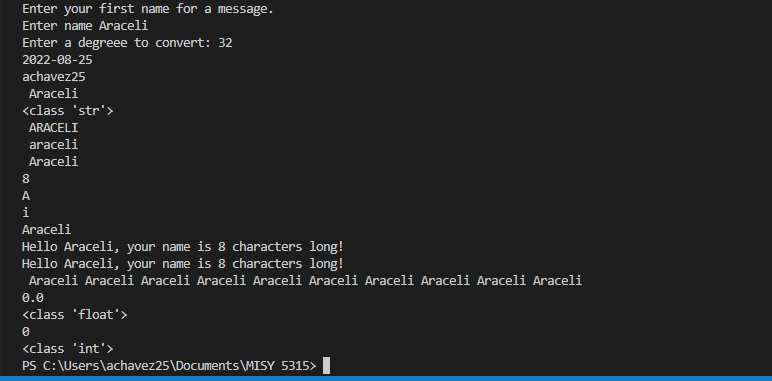 Enter your first name for a message.
Enter name Araceli
Enter a degreee to convert: 32
2022-08-25
achavez25
 Araceli
<class 'str'>
 ARACELI
 araceli
 Araceli
8
A
i
Araceli
Hello Araceli, your name is 8 characters long!
Hello Araceli, your name is 8 characters long!
 Araceli Araceli Araceli Araceli Araceli Araceli Araceli Araceli Araceli Araceli
0.0
<class 'float'>
0
<class 'int'>
PS C:\Users\achavez25\Documents\MISY 5315>